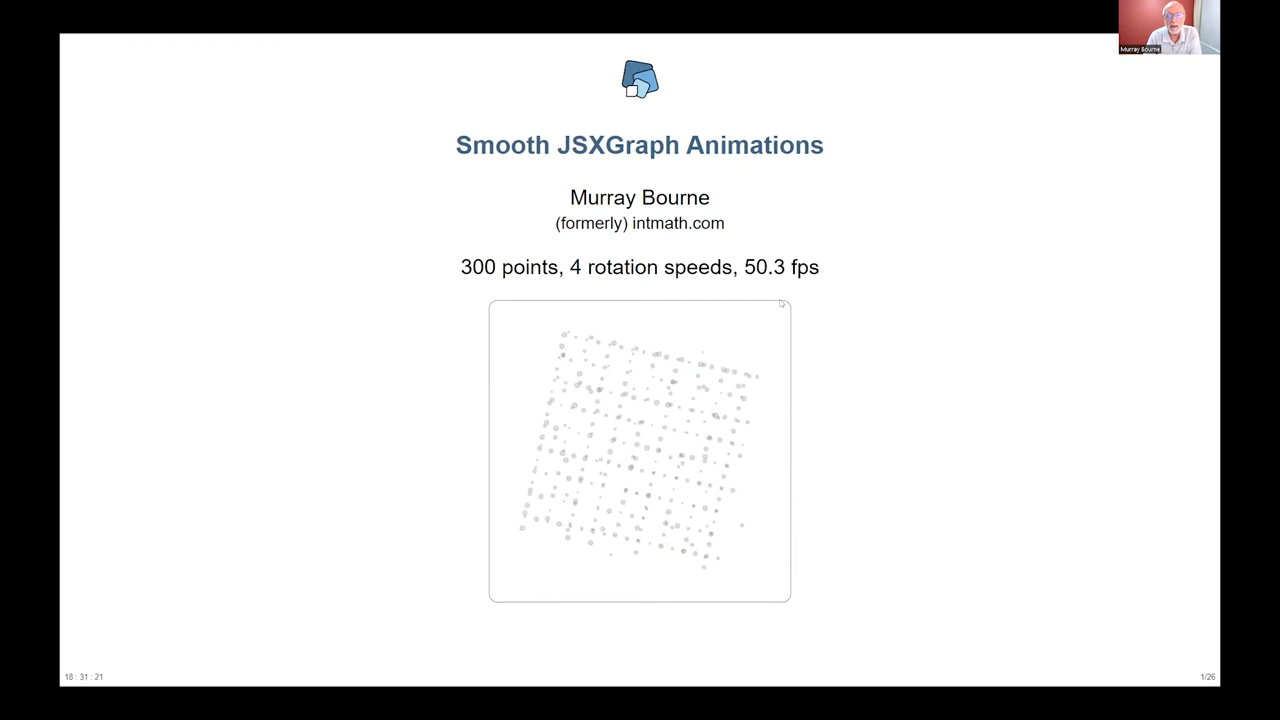 Murray Bourne
Smooth JSXGraph Animations
Murray Bourne
(formerly) intmath.com
300 points, 4 rotation speeds, 50.3 fps
18 : 31 : 21
1/26